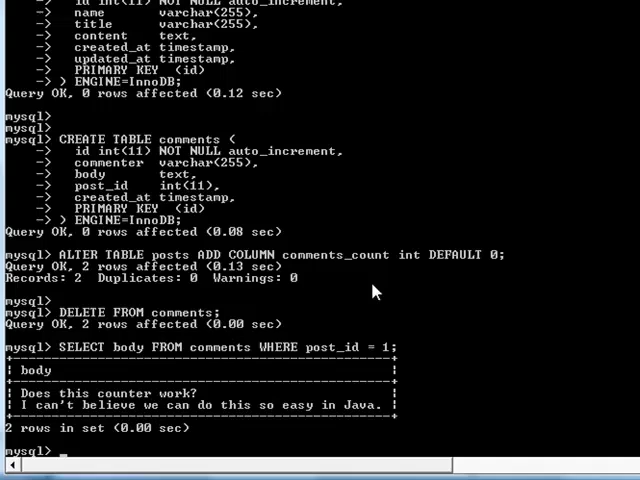 -> id int(11) NOT NULL auto_increment,
-> name varchar(255),
-> title varchar(255),
-> content text,
-> created_at timestamp,
-> updated_at timestamp,
-> PRIMARY KEY (id)
-> ) ENGINE=InnoDB;
Query OK, 0 rows affected (0.12 sec)
mysql>
mysql>
mysql> CREATE TABLE comments (
-> id int(11) NOT NULL auto_increment,
-> commenter varchar(255),
-> body text,
-> post_id int(11),
-> created_at timestamp,
-> PRIMARY KEY (id)
-> ) ENGINE=InnoDB;
Query OK, 0 rows affected (0.08 sec)
mysql> ALTER TABLE posts ADD COLUMN comments_count int DEFAULT 0;
Query OK, 2 rows affected (0.13 sec)
Records: 2 Duplicates: 0 Warnings: 0
mysql>
mysql> DELETE FROM comments;
Query OK, 2 rows affected (0.00 sec)
mysql> SELECT body FROM comments WHERE post_id = 1;
+------------------------------------------------+
| body |
+------------------------------------------------+
| Does this counter work? |
| I can't believe we can do this so easy in Java. |
+------------------------------------------------+
2 rows in set (0.00 sec)
mysql> _